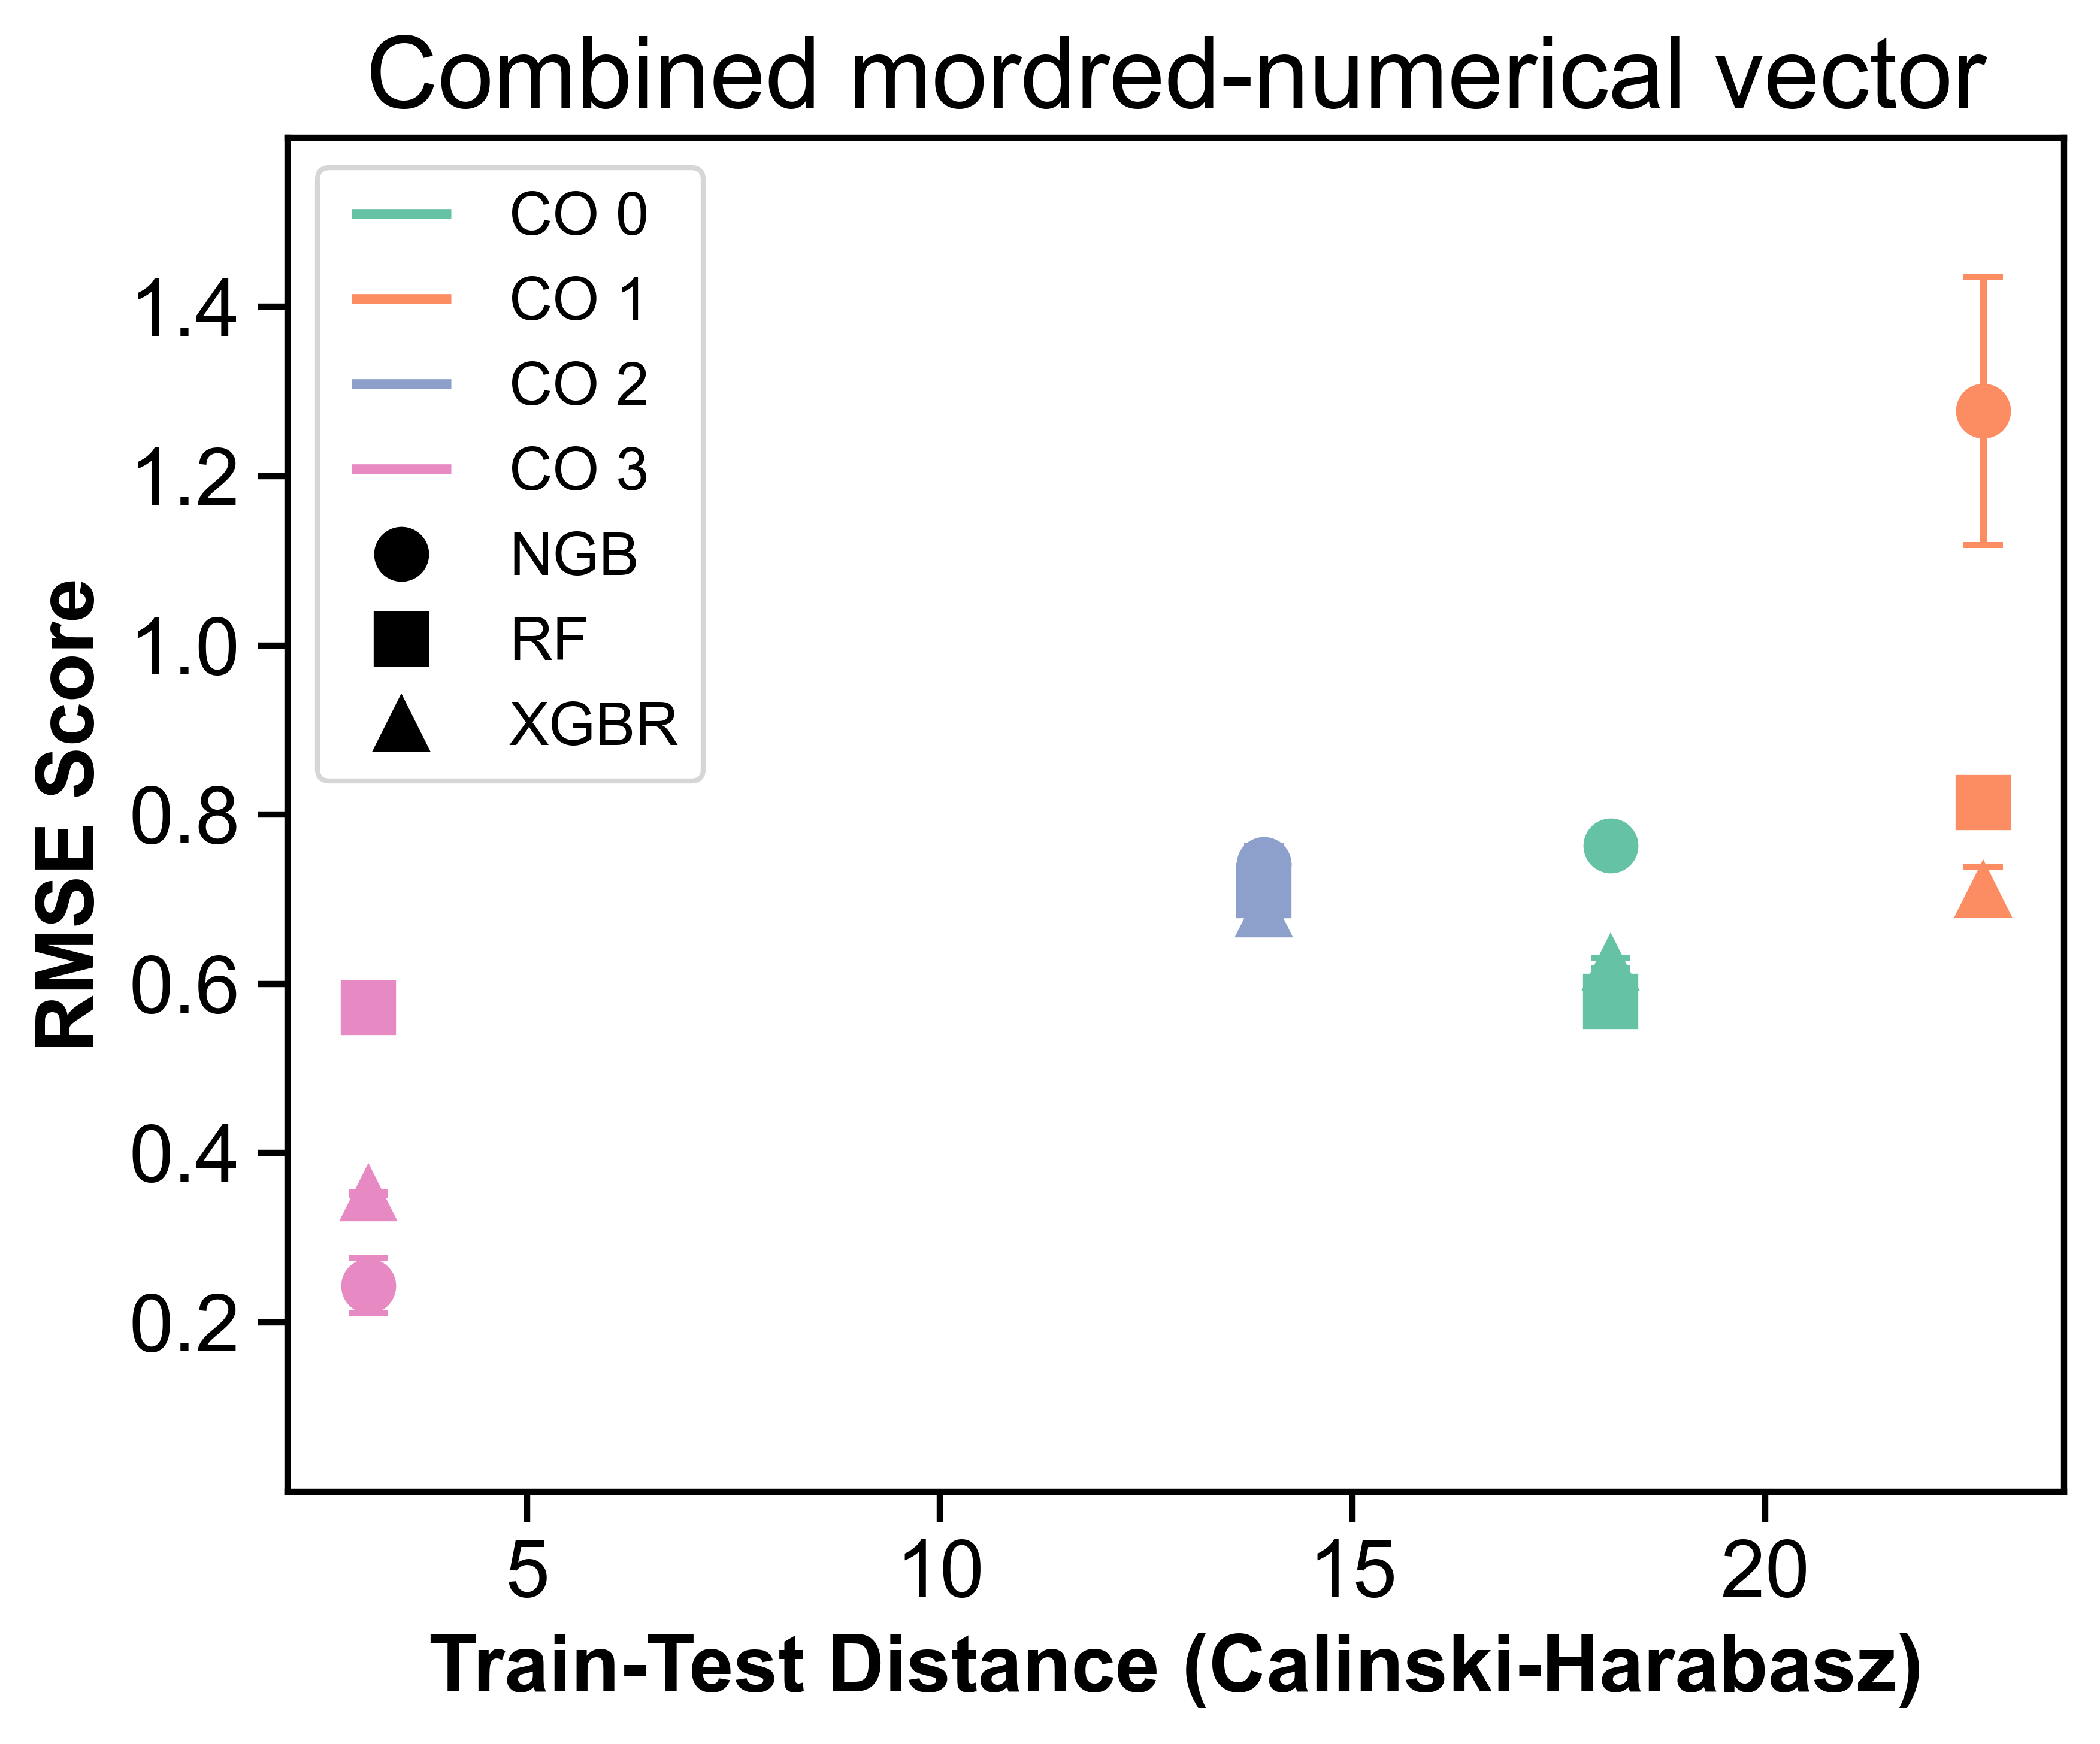 Combined mordred-numerical vector
CO 0
CO 1
CO 2
CO 3
NGB
RF
XGBR
RMSE Score
1.4
1.2
1.0
0.8
0.6
0.4
0.2
5
10
15
20
Train-Test Distance (Calinski-Harabasz)